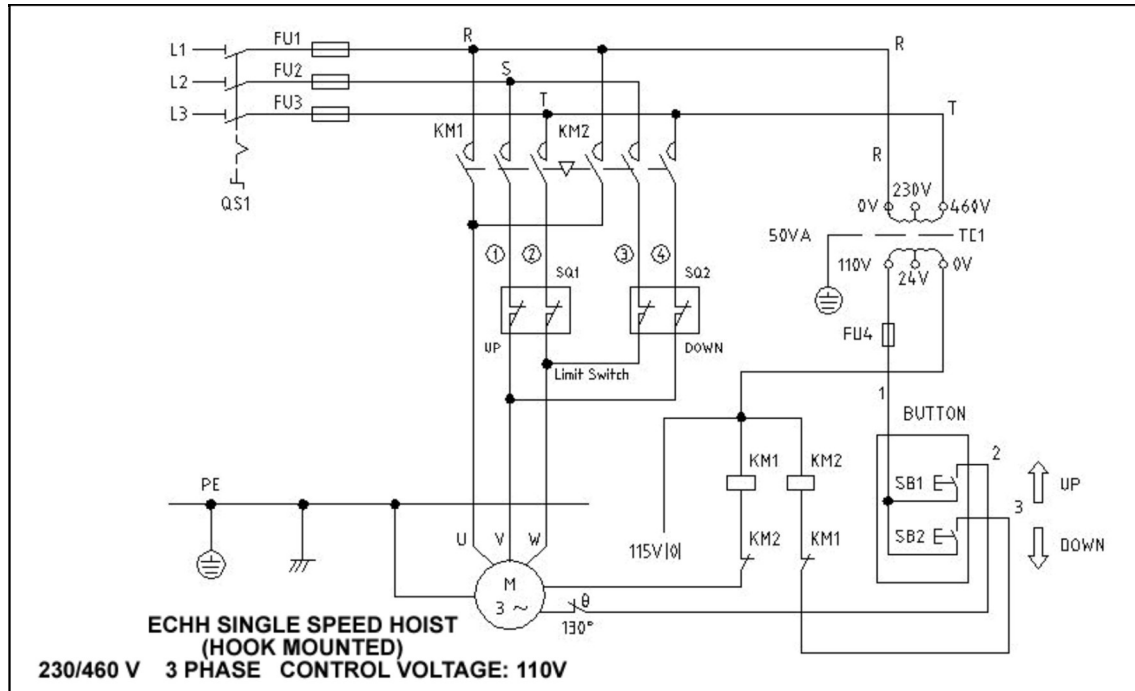 L1 FU1 R R
L2 FU2 S
L3 FU3 T T
KM1 KM2
R
QS1
230V
0V 460V
50VA TC1
110V 24V 0V
① ② ③ ④
SQ1 SQ2
FU4
UP DOWN
Limit Switch
1
BUTTON
KM1 KM2
2
PE SB1 UP
3
U V W
115V|0| KM2 KM1 SB2 DOWN
M
3 ~ θ
130°
ECHH SINGLE SPEED HOIST
(HOOK MOUNTED)
230/460 V 3 PHASE CONTROL VOLTAGE: 110V